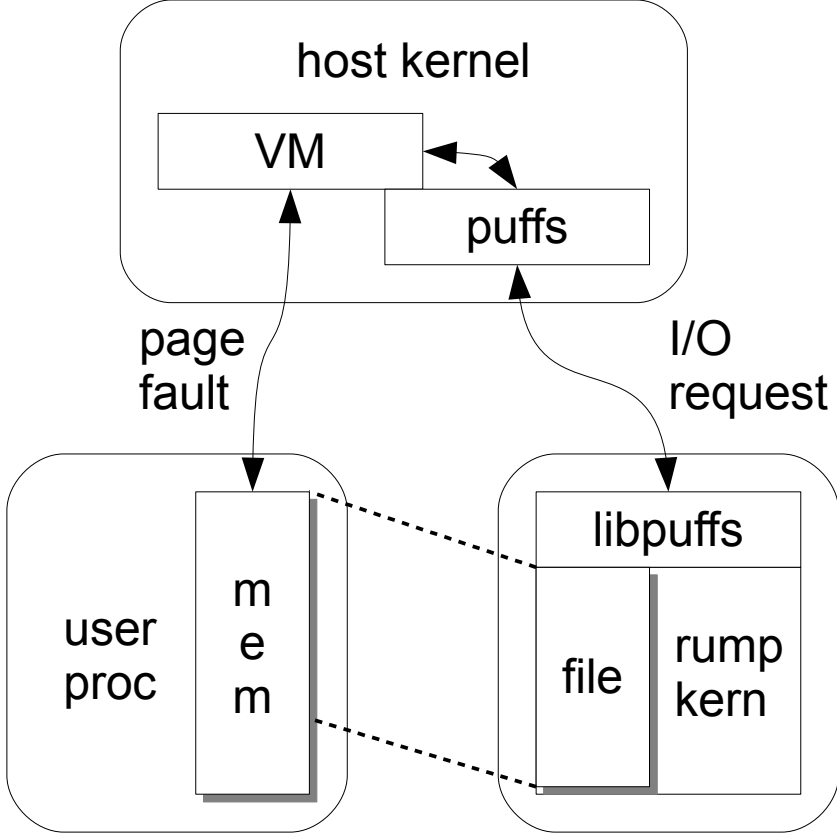 host kernel
VM
puffs
page
fault
I/O
request
libpuffs
user
proc
m
e
m
file
rump
kern